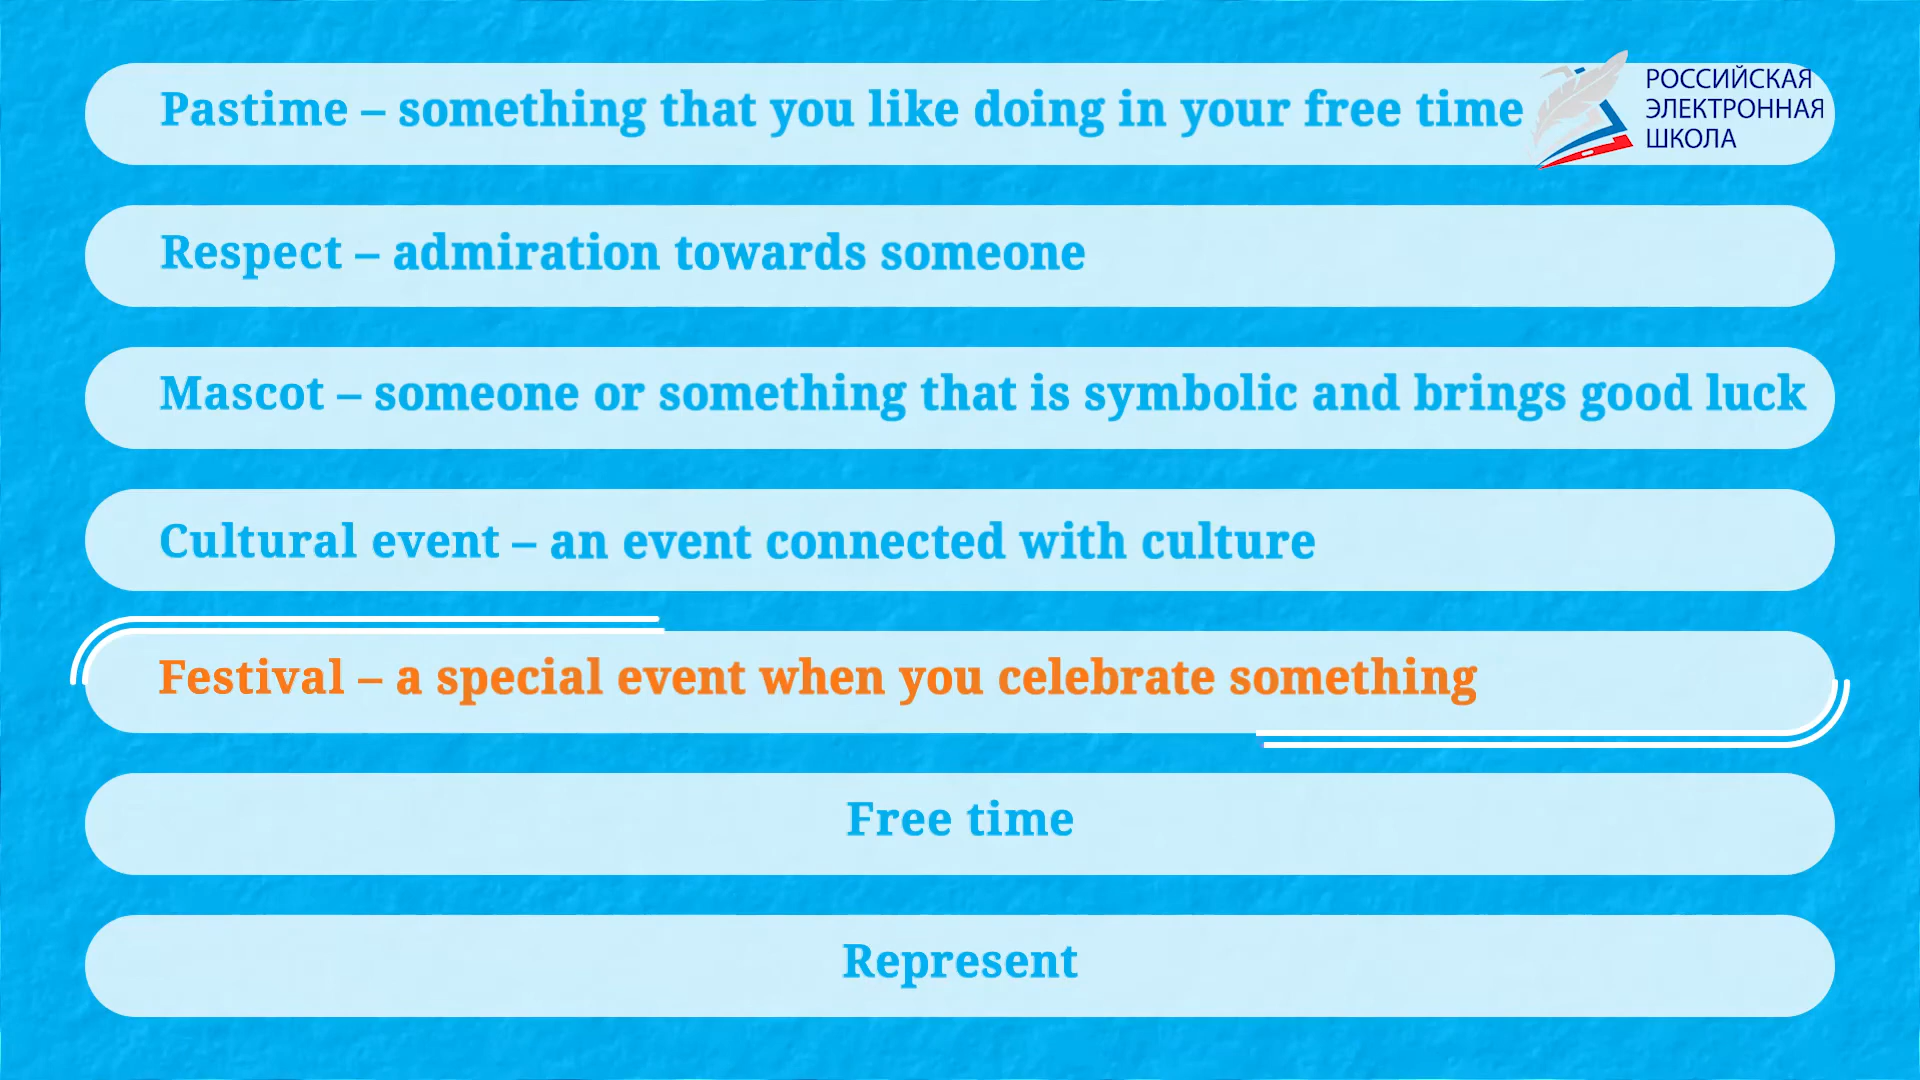 Pastime – something that you like doing in your free time
РОССИЙСКАЯ
ЭЛЕКТРОННАЯ
ШКОЛА
Respect – admiration towards someone
Mascot – someone or something that is symbolic and brings good luck
Cultural event – an event connected with culture
Festival – a special event when you celebrate something
Free time
Represent